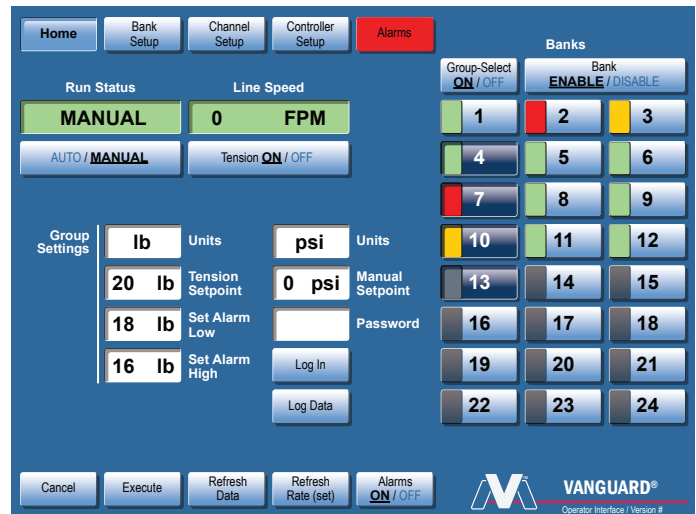 Home
Bank
Setup
Channel
Setup
Controller
Setup
Alarms
Banks
Run Status
Line Speed
Group-Select
ON / OFF
Bank
ENABLE / DISABLE
MANUAL
0 FPM
AUTO / MANUAL
Tension ON / OFF
1 2 3
4 5 6
7 8 9
10 11 12
13 14 15
16 17 18
19 20 21
22 23 24
Group
Settings
lb Units
20 lb Tension
Setpoint
18 lb Set Alarm
Low
16 lb Set Alarm
High
psi Units
0 psi Manual
Setpoint
Password
Log In
Log Data
Cancel
Execute
Refresh
Data
Refresh
Rate (set)
Alarms
ON / OFF
VANGUARD®
Operator Interface / Version #